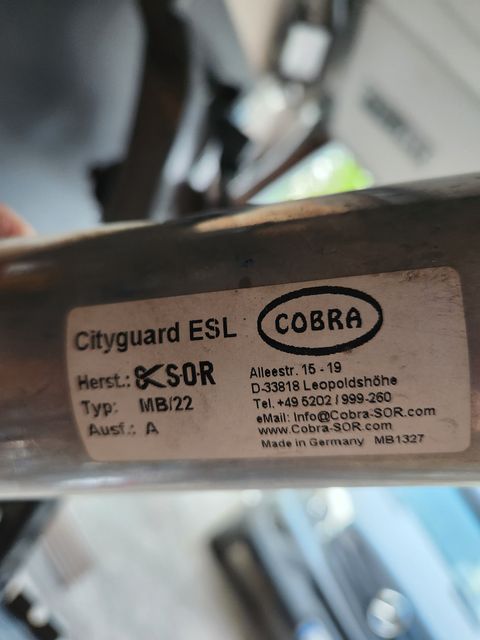 Cityguard ESL
COBRA
Herst.: SOR
Typ: MB/22
Ausf.: A
Alleestr. 15 - 19
D-33818 Leopoldshöhe
Tel. +49 5202 / 999-260
eMail: Info@Cobra-SOR.com
www.Cobra-SOR.com
Made in Germany MB1327